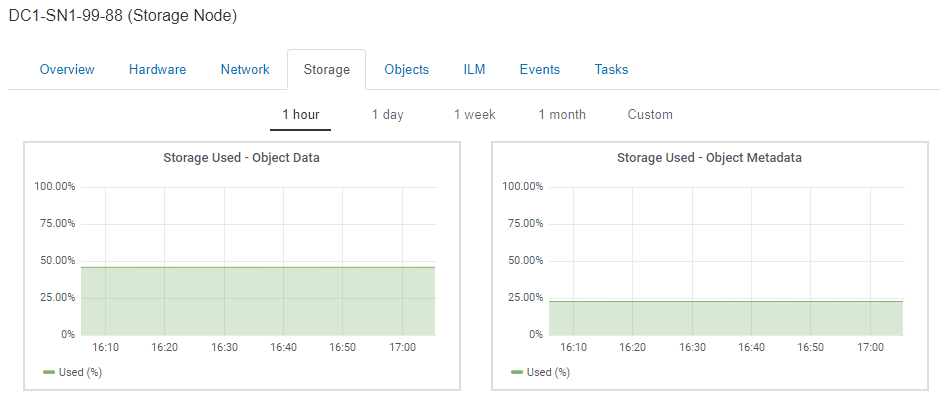 DC1-SN1-99-88 (Storage Node)
Overview Hardware Network Storage Objects ILM Events Tasks
1 hour 1 day 1 week 1 month Custom
Storage Used - Object Data
100.00%
75.00%
50.00%
25.00%
0%
16:10 16:20 16:30 16:40 16:50 17:00
Used (%)
Storage Used - Object Metadata
100.00%
75.00%
50.00%
25.00%
0%
16:10 16:20 16:30 16:40 16:50 17:00
Used (%)